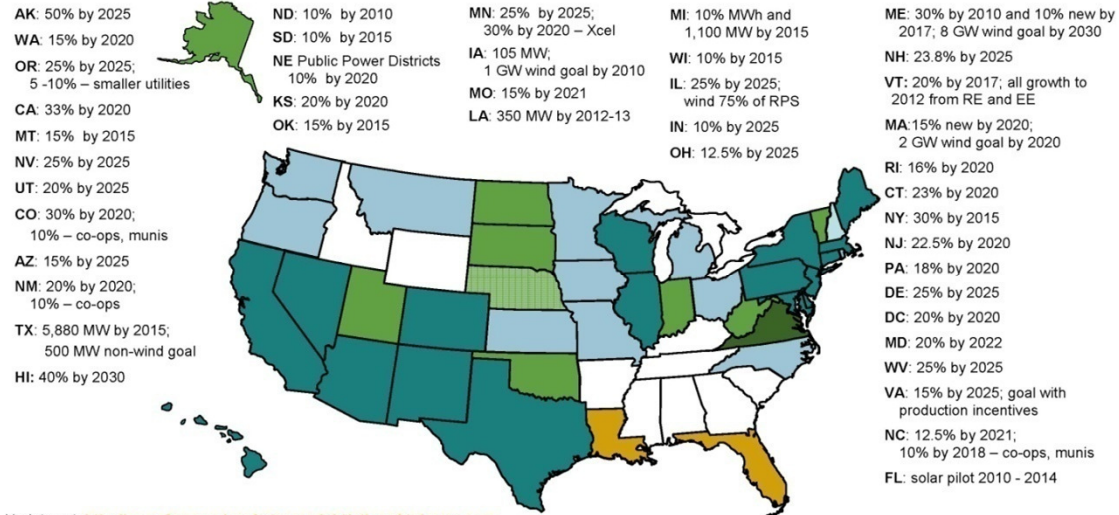 AK: 50% by 2025
WA: 15% by 2020
OR: 25% by 2025;
5 -10% – smaller utilities
CA: 33% by 2020
MT: 15% by 2015
NV: 25% by 2025
UT: 20% by 2025
CO: 30% by 2020;
10% – co-ops, munis
AZ: 15% by 2025
NM: 20% by 2020;
10% – co-ops
TX: 5,880 MW by 2015;
500 MW non-wind goal
HI: 40% by 2030
ND: 10% by 2010
SD: 10% by 2015
NE Public Power Districts
10% by 2020
KS: 20% by 2020
OK: 15% by 2015
MN: 25% by 2025;
30% by 2020 – Xcel
IA: 105 MW;
1 GW wind goal by 2010
MO: 15% by 2021
LA: 350 MW by 2012-13
MI: 10% MWh and
1,100 MW by 2015
WI: 10% by 2015
IL: 25% by 2025;
wind 75% of RPS
IN: 10% by 2025
OH: 12.5% by 2025
ME: 30% by 2010 and 10% new by
2017; 8 GW wind goal by 2030
NH: 23.8% by 2025
VT: 20% by 2017; all growth to
2012 from RE and EE
MA:15% new by 2020;
2 GW wind goal by 2020
RI: 16% by 2020
CT: 23% by 2020
NY: 30% by 2015
NJ: 22.5% by 2020
PA: 18% by 2020
DE: 25% by 2025
DC: 20% by 2020
MD: 20% by 2022
WV: 25% by 2025
VA: 15% by 2025; goal with
production incentives
NC: 12.5% by 2021;
10% by 2018 – co-ops, munis
FL: solar pilot 2010 - 2014